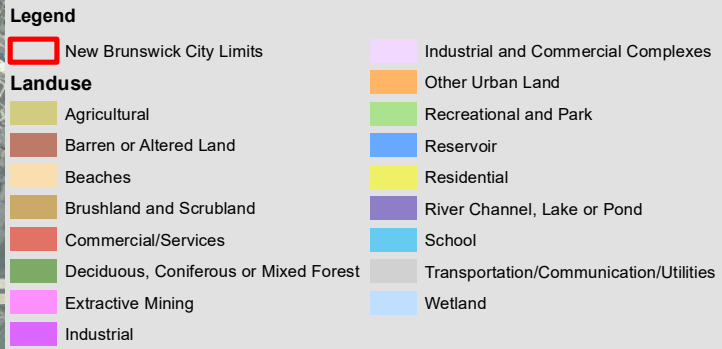 Legend
New Brunswick City Limits
Landuse
Agricultural
Barren or Altered Land
Beaches
Brushland and Scrubland
Commercial/Services
Deciduous, Coniferous or Mixed Forest
Extractive Mining
Industrial
Industrial and Commercial Complexes
Other Urban Land
Recreational and Park
Reservoir
Residential
River Channel, Lake or Pond
School
Transportation/Communication/Utilities
Wetland